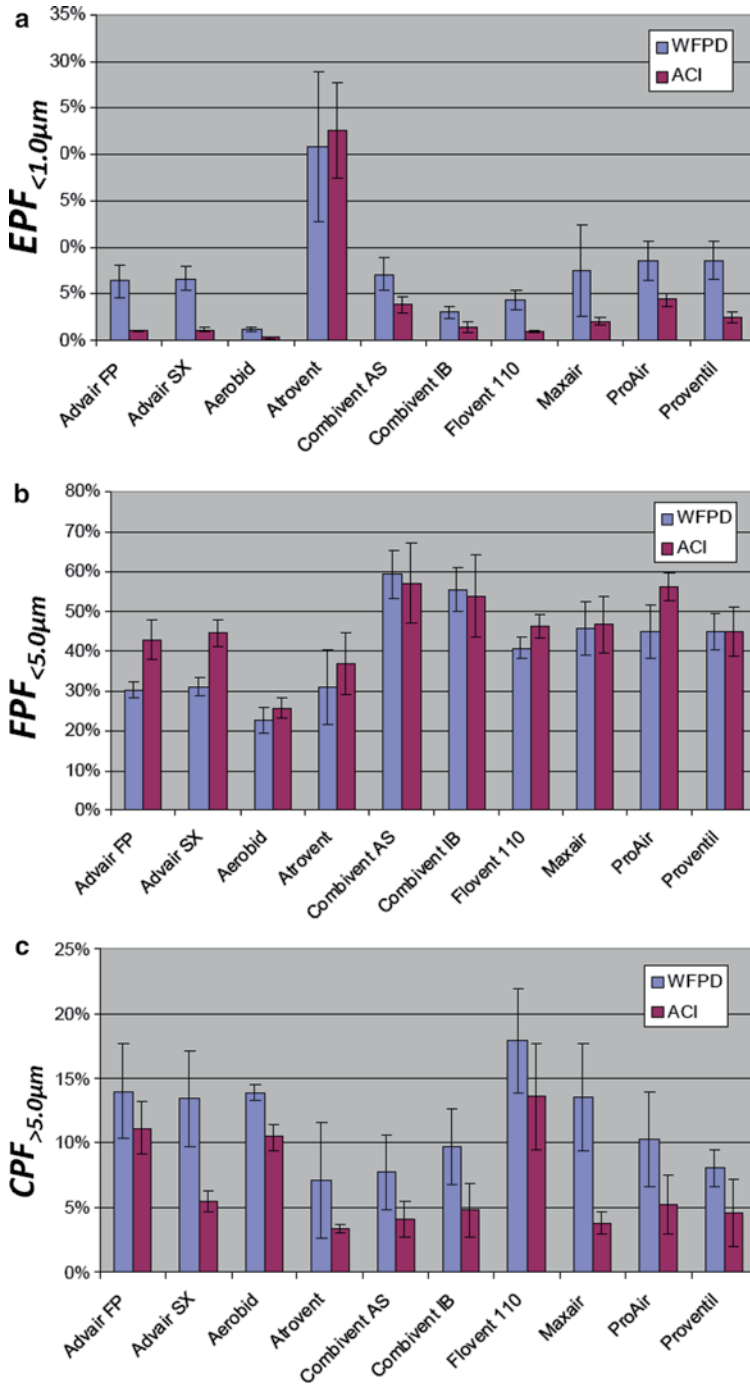 a
EPF<1.0μm
35%
30%
5%
0%
5%
0%
5%
0%
WFPD
ACI
Advair FP
Advair SX
Aerobid
Atrovent
Combivent AS
Combivent IB
Flovent 110
Maxair
ProAir
Proventil
b
FPF<5.0μm
80%
70%
60%
50%
40%
30%
20%
10%
0%
WFPD
ACI
Advair FP
Advair SX
Aerobid
Atrovent
Combivent AS
Combivent IB
Flovent 110
Maxair
ProAir
Proventil
c
CPF>5.0μm
25%
20%
15%
10%
5%
0%
WFPD
ACI
Advair FP
Advair SX
Aerobid
Atrovent
Combivent AS
Combivent IB
Flovent 110
Maxair
ProAir
Proventil